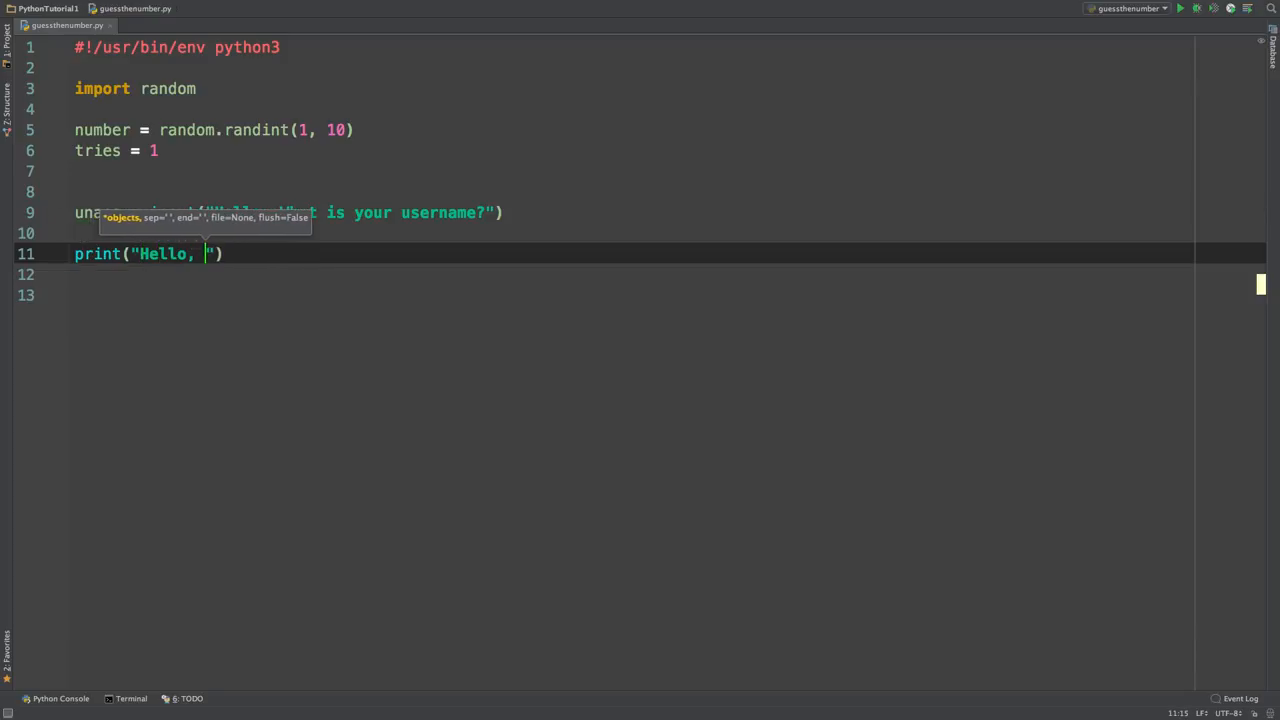 PythonTutorial1 guessthenumber.py guessthenumber
guessthenumber.py
1: Project
Z: Structure
2: Favorites
Database
1 #!/usr/bin/env python3
2
3 import random
4
5 number = random.randint(1, 10)
6 tries = 1
7
8
9 is your username?")
*objects, sep=' ', end=' ', file=None, flush=False
10
11 print("Hello, ")
12
13
Python Console Terminal 6: TODO Event Log
11:15 LF÷ UTF-8÷